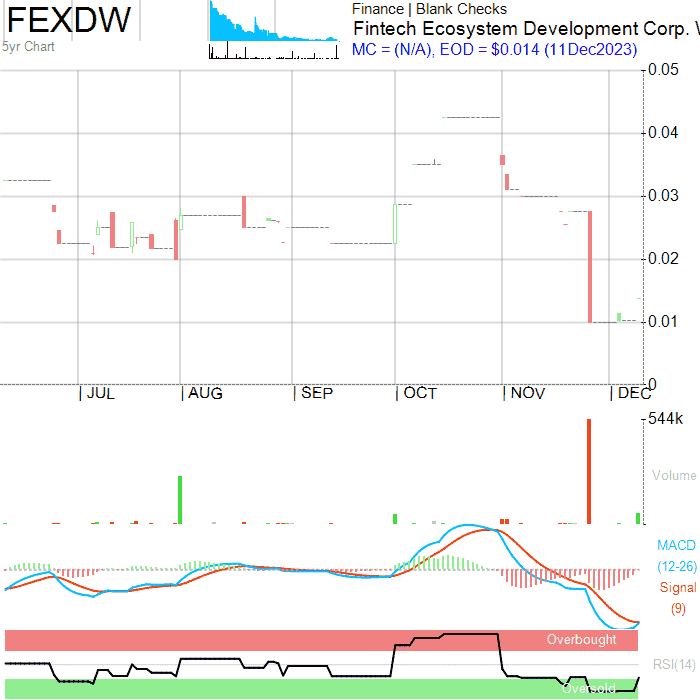 FEXDW
5yr Chart
Finance | Blank Checks
Fintech Ecosystem Development Corp.
MC = (N/A), EOD = $0.014 (11Dec2023)
0.05
0.04
0.03
0.02
0.01
0
JUL
AUG
SEP
OCT
NOV
DEC
544k
Volume
MACD
(12-26)
Signal
(9)
Overbought
RSI(14)
Oversold